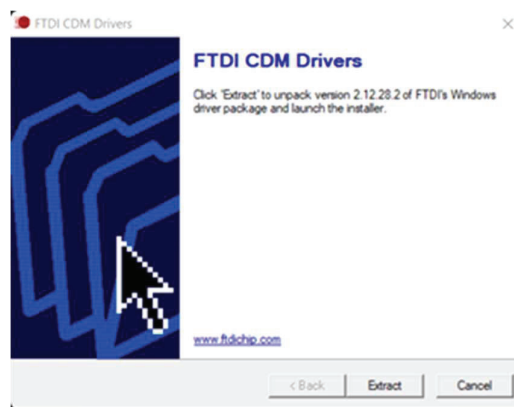 FTDI CDM Drivers
FTDI CDM Drivers
Click 'Extract' to unpack version 2.12.28.2 of FTDI's Windows
driver package and launch the installer.
www.ftdichip.com
< Back Extract Cancel